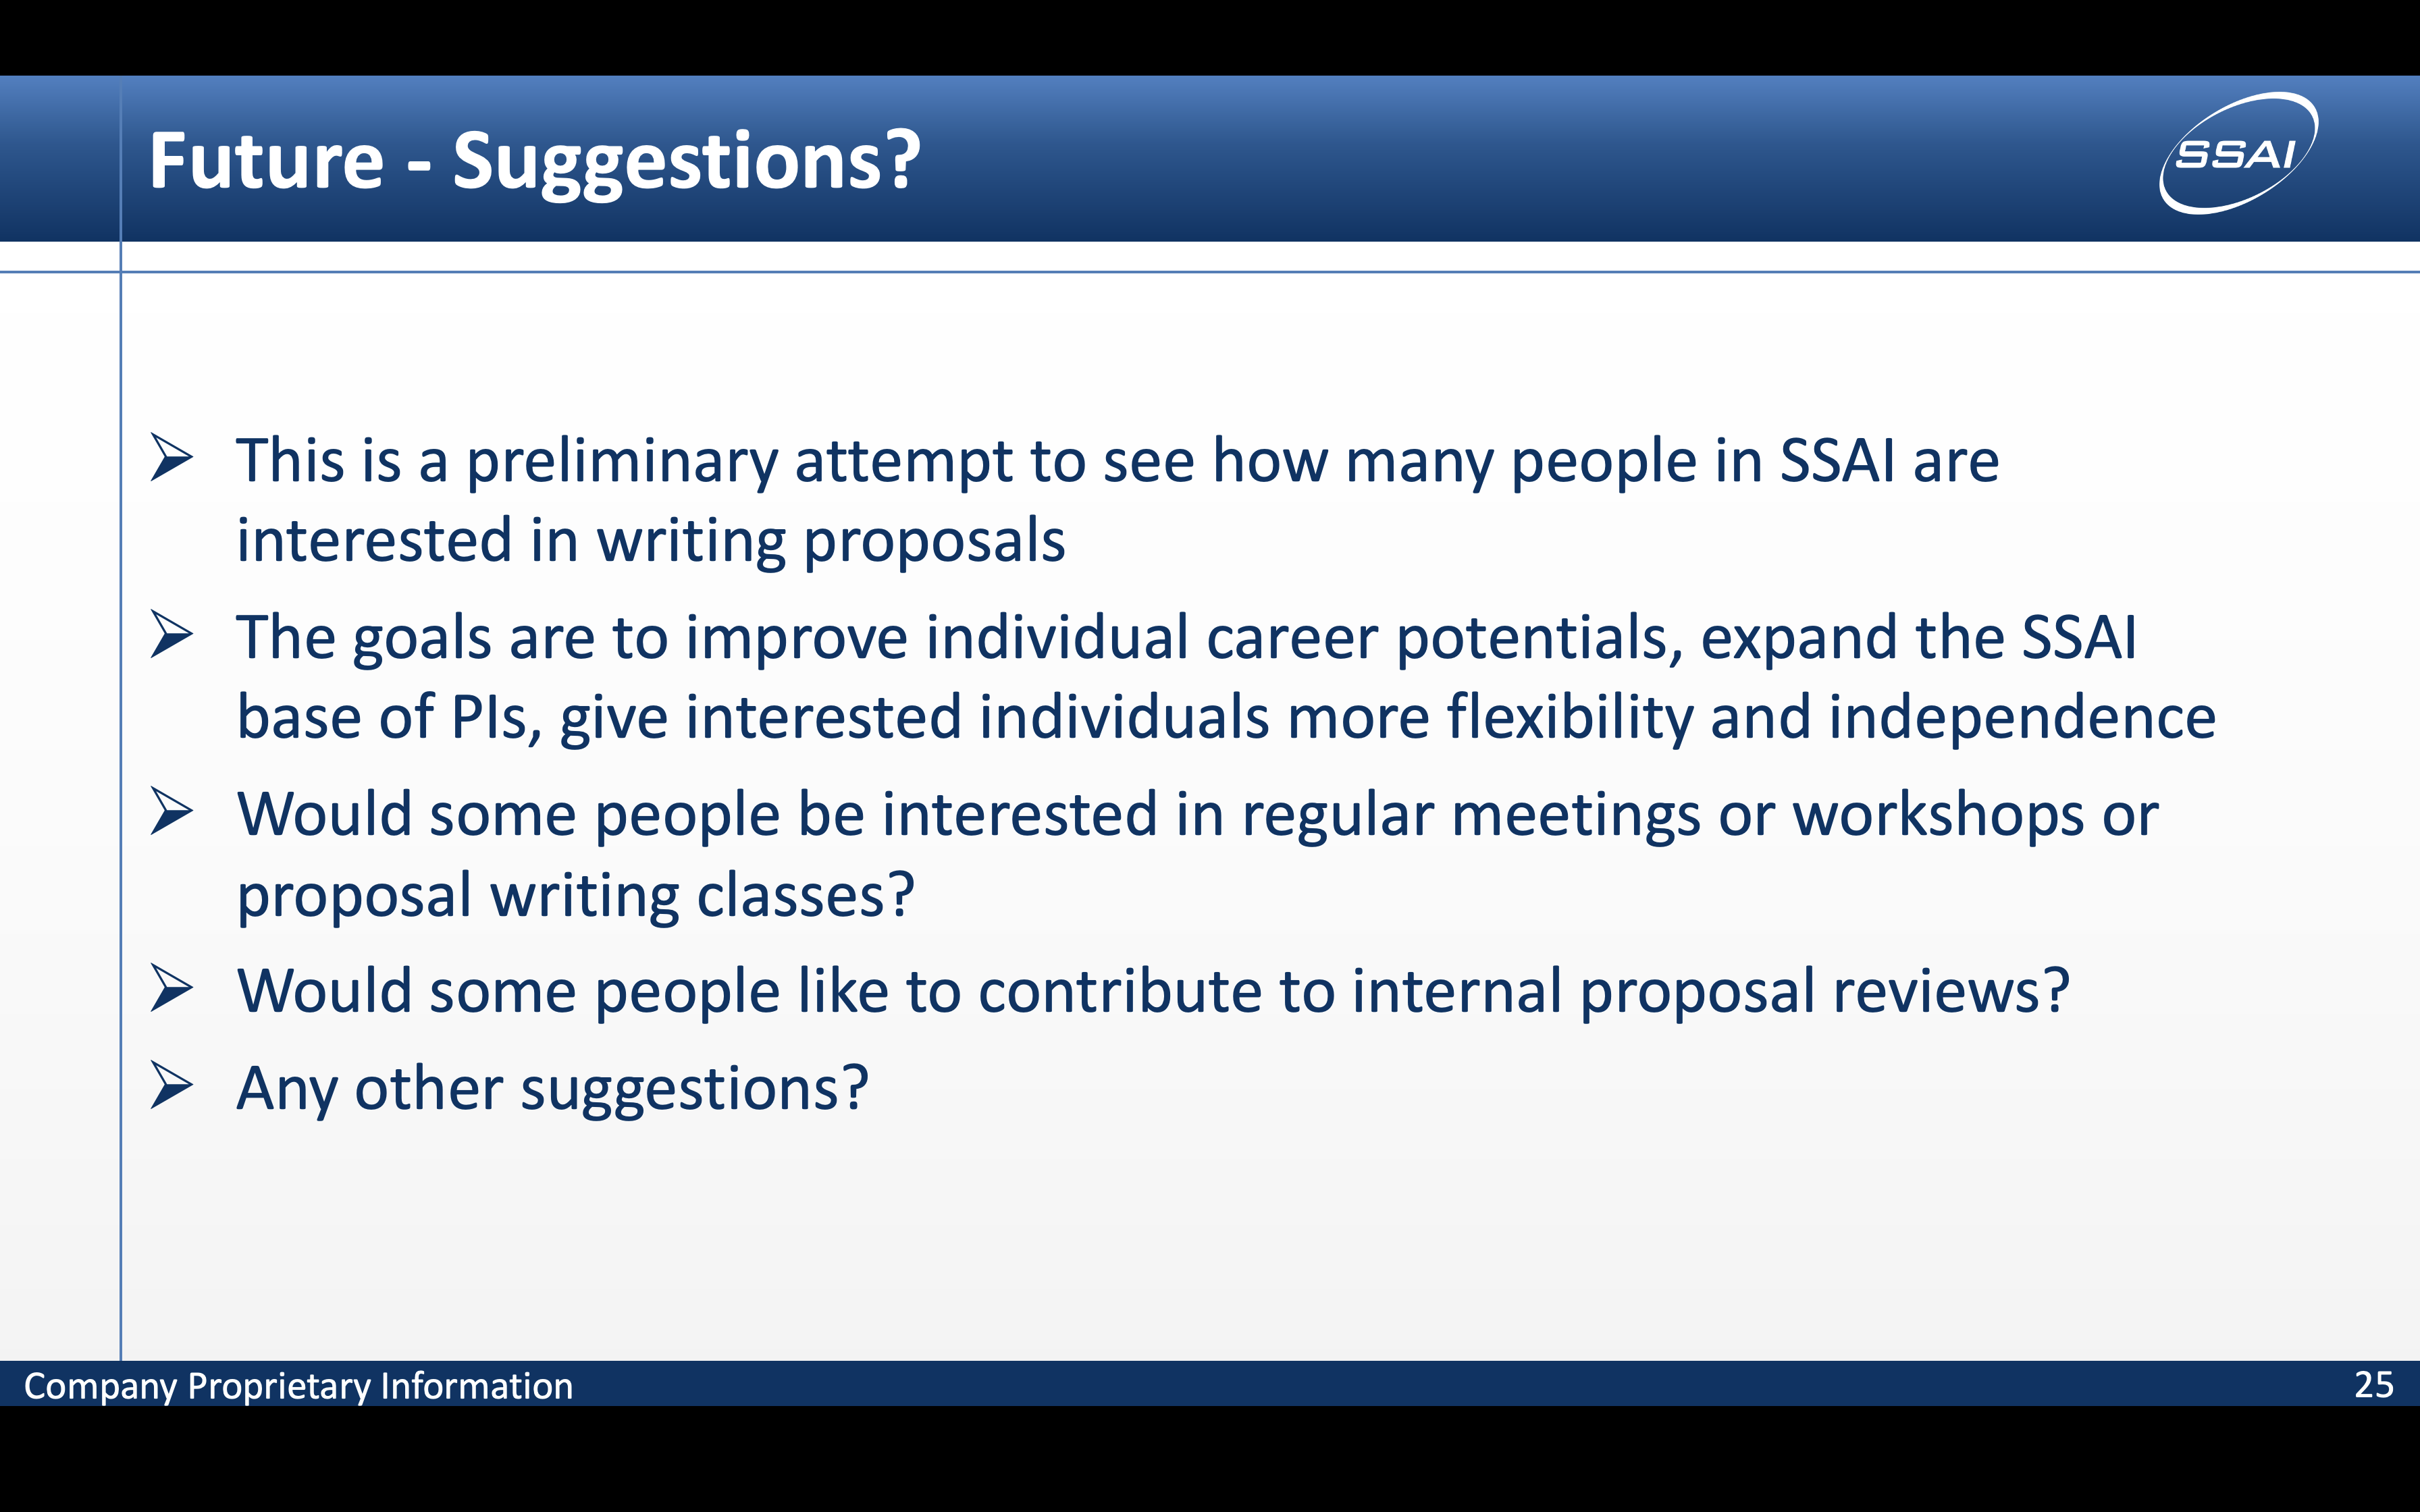 Future - Suggestions?
SSAI
This is a preliminary attempt to see how many people in SSAI are
interested in writing proposals
The goals are to improve individual career potentials, expand the SSAI
base of PIs, give interested individuals more flexibility and independence
Would some people be interested in regular meetings or workshops or
proposal writing classes?
Would some people like to contribute to internal proposal reviews?
Any other suggestions?
Company Proprietary Information
25